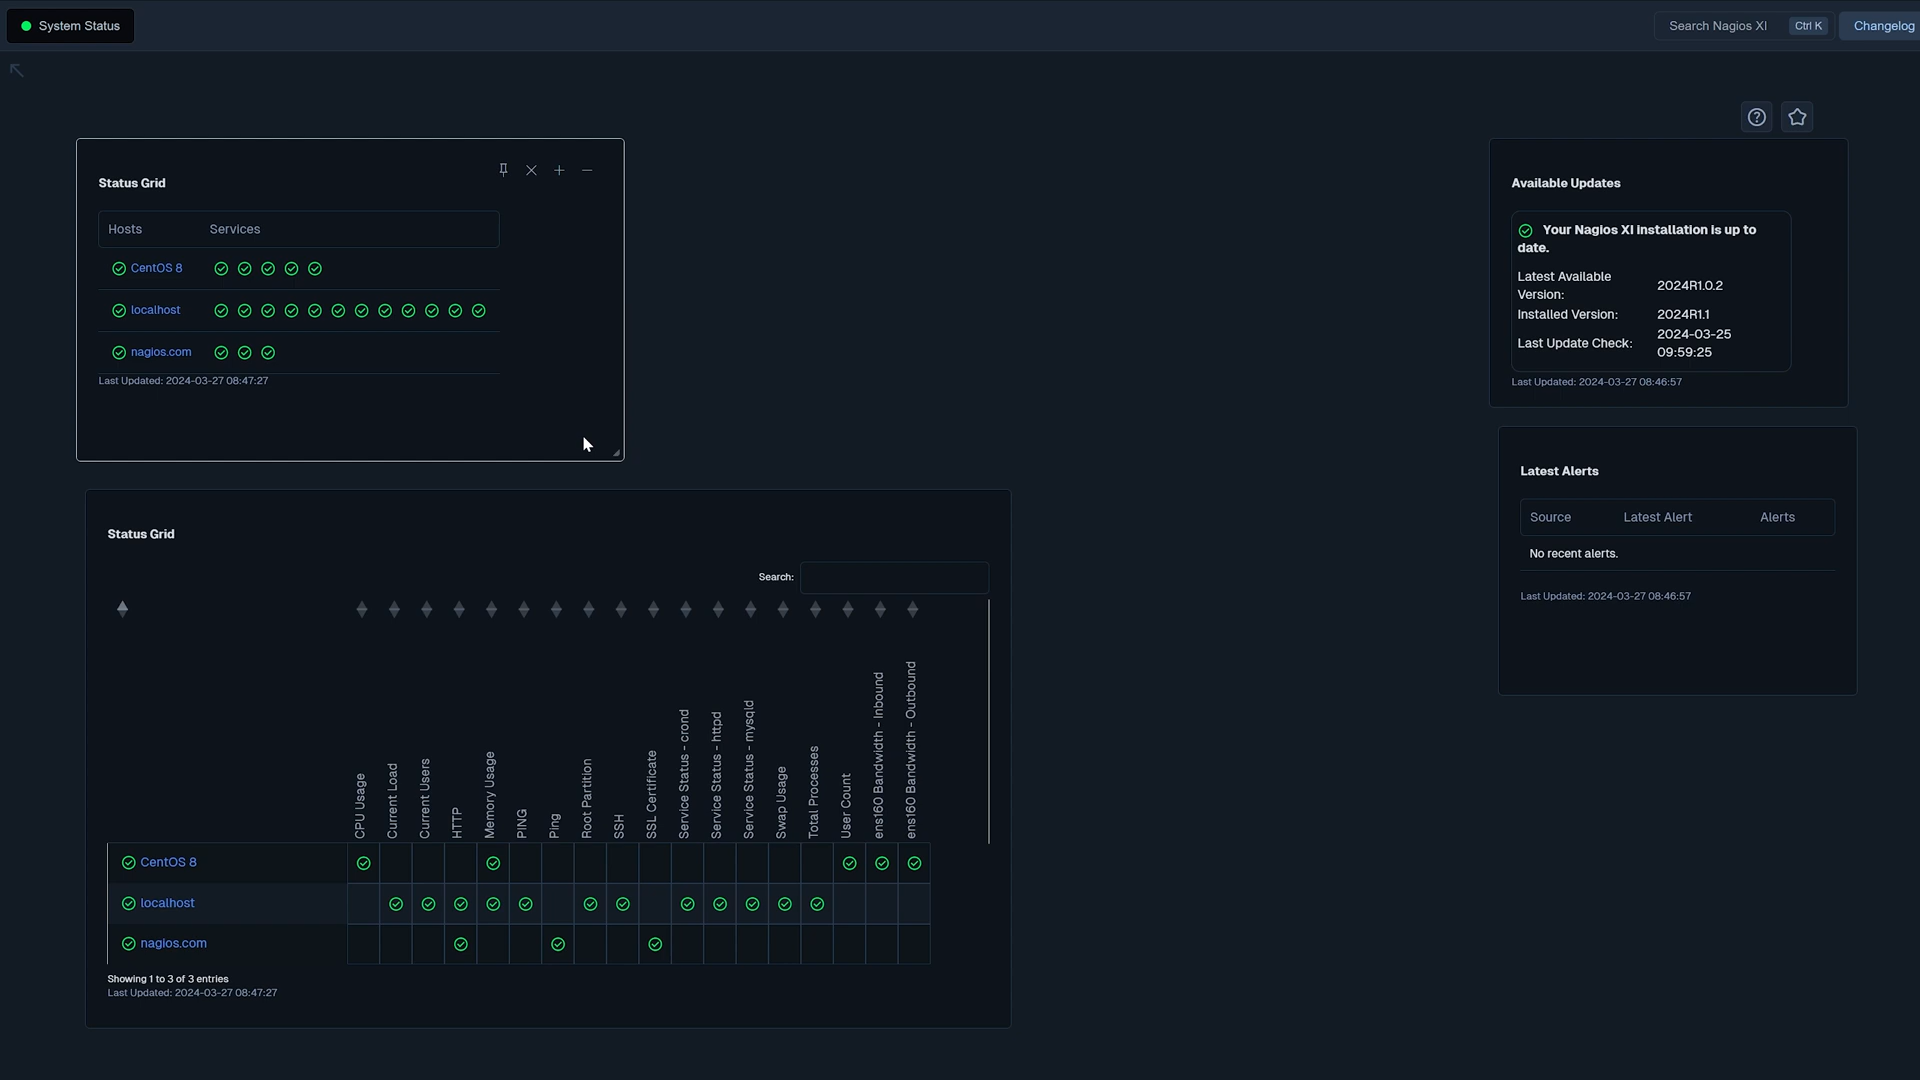 System Status
Search Nagios XI
Ctrl K
Changelog
Status Grid
Hosts Services
CentOS 8
localhost
nagios.com
Last Updated: 2024-03-27 08:47:27
Available Updates
Your Nagios XI installation is up to
date.
Latest Available
Version:
2024R1.0.2
Installed Version: 2024R1.1
Last Update Check:
2024-03-25
09:59:25
Last Updated: 2024-03-27 08:46:57
Latest Alerts
Source Latest Alert Alerts
No recent alerts.
Last Updated: 2024-03-27 08:46:57
Status Grid
Search:
CPU Usage
Current Load
Current Users
HTTP
Memory Usage
PING
Ping
Root Partition
SSH
SSL Certificate
Service Status - crond
Service Status - httpd
Service Status - mysqld
Swap Usage
Total Processes
User Count
ens160 Bandwidth - Inbound
ens160 Bandwidth - Outbound
CentOS 8
localhost
nagios.com
Showing 1 to 3 of 3 entries
Last Updated: 2024-03-27 08:47:27